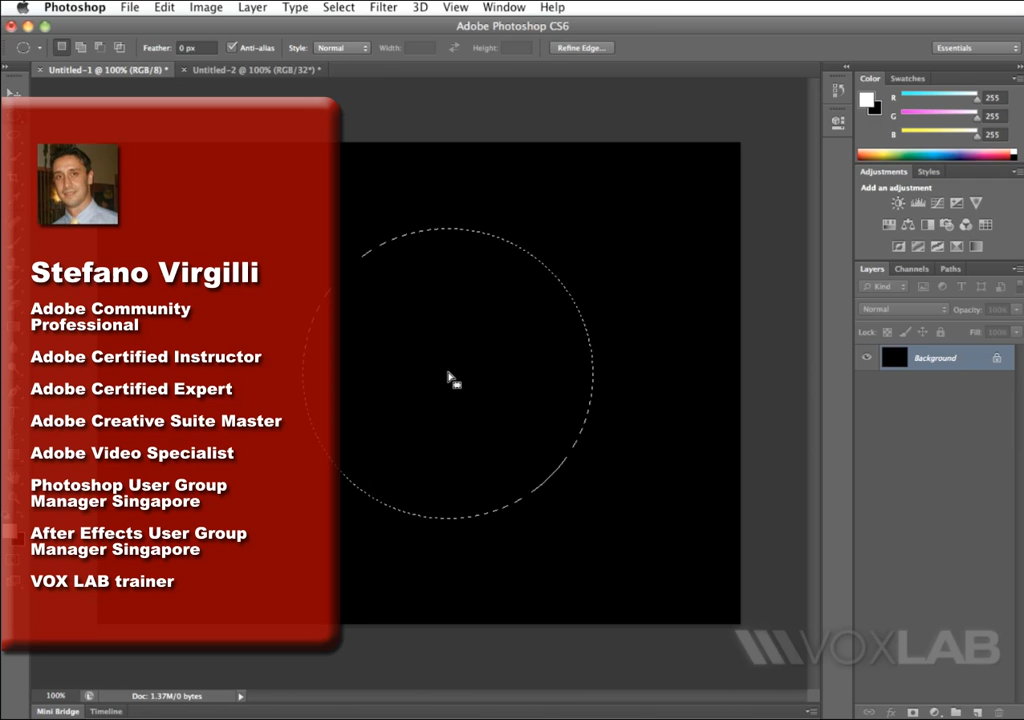 Photoshop File Edit Image Layer Type Select Filter 3D View Window Help
Adobe Photoshop CS6
Feather: 0 px Anti-alias Style: Normal Width: Height: Refine Edge... Essentials
× Untitled-1 @ 100% (RGB/8) * × Untitled-2 @ 100% (RGB/32*) *
Color Swatches
R 255
G 255
B 255
Adjustments Styles
Add an adjustment
Stefano Virgilli
Adobe Community
Professional
Adobe Certified Instructor
Adobe Certified Expert
Adobe Creative Suite Master
Adobe Video Specialist
Photoshop User Group
Manager Singapore
After Effects User Group
Manager Singapore
VOX LAB trainer
Layers Channels Paths
Kind
Normal Opacity: 100%
Lock: Fill: 100%
Background
VOXLAB
100% Doc: 1.37M/0 bytes
Mini Bridge Timeline